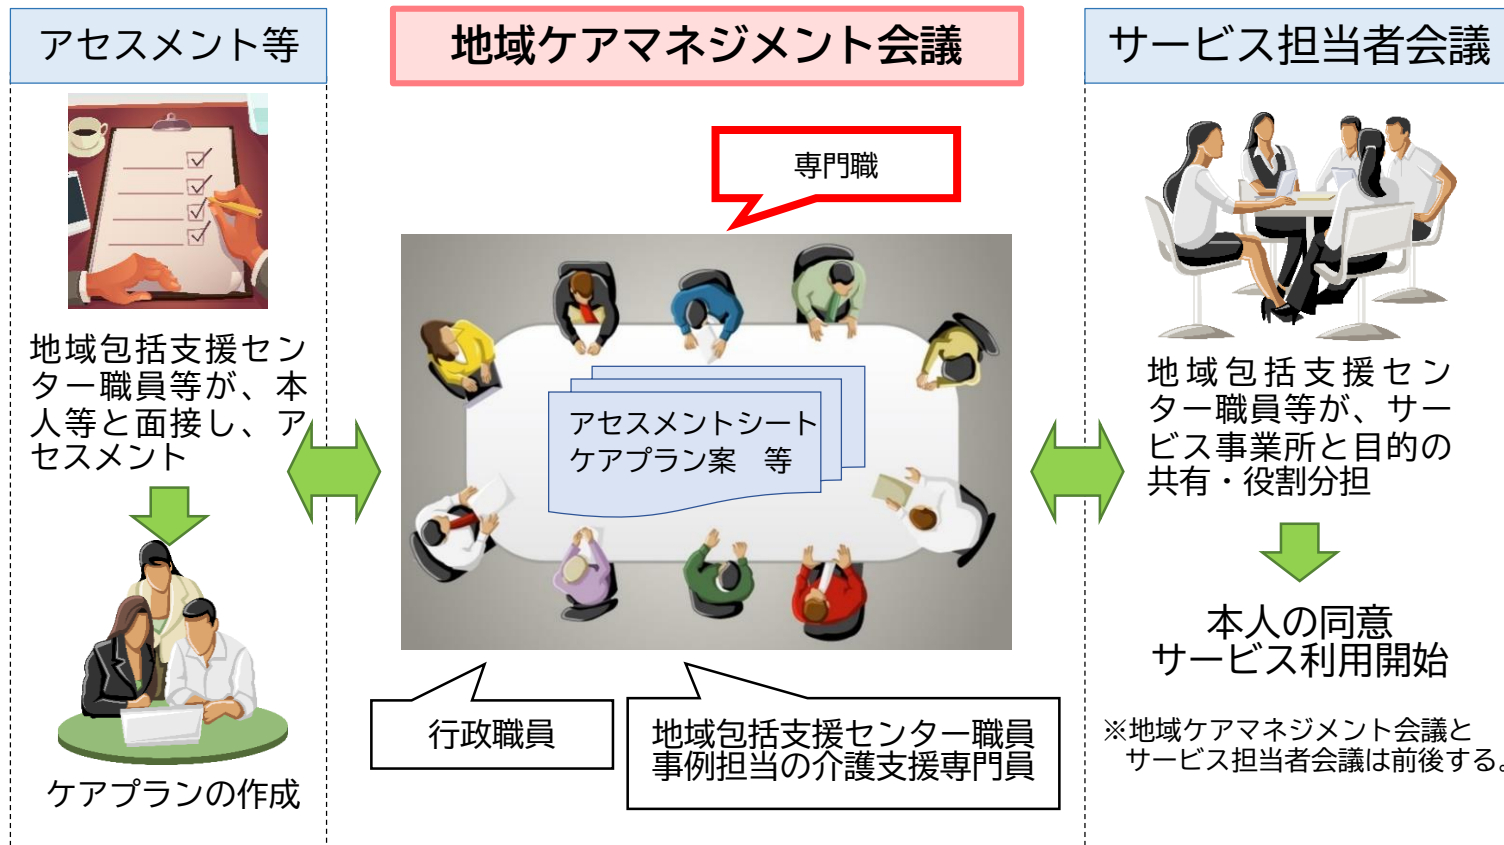 アセスメント等
地域包括支援セン
ター職員等が、本
人等と面接し、ア
セスメント
ケアプランの作成
地域ケアマネジメント会議
専門職
アセスメントシート
ケアプラン案　等
行政職員
地域包括支援センター職員
事例担当の介護支援専門員
サービス担当者会議
地域包括支援セン
ター職員等が、サー
ビス事業所と目的の
共有・役割分担
本人の同意
サービス利用開始
※地域ケアマネジメント会議と
サービス担当者会議は前後する。